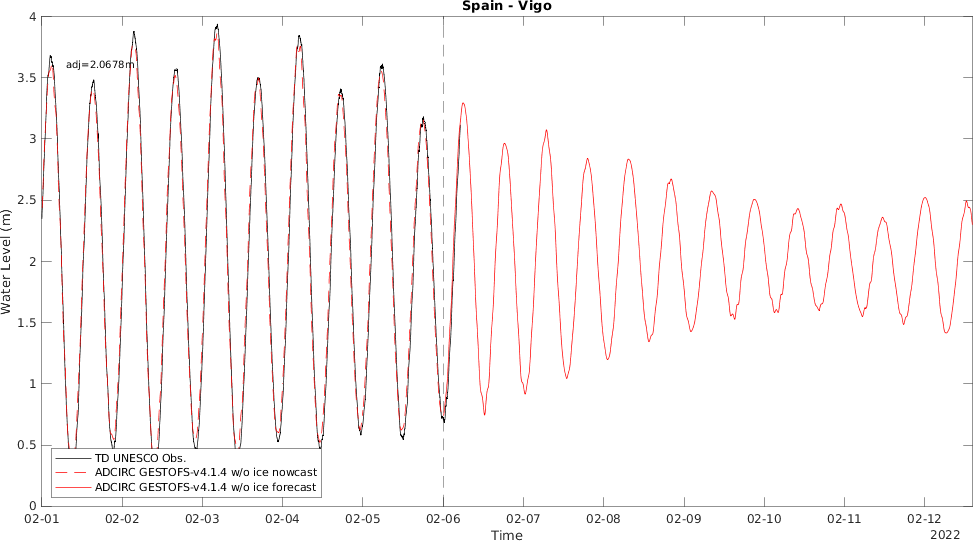 Spain - Vigo
adj=2.0678m
Water Level (m)
4
3.5
3
2.5
2
1.5
1
0.5
0
TD UNESCO Obs.
ADCIRC GESTOFS-v4.1.4 w/o ice nowcast
ADCIRC GESTOFS-v4.1.4 w/o ice forecast
02-01 02-02 02-03 02-04 02-05 02-06 02-07 02-08 02-09 02-10 02-11 02-12
Time
2022